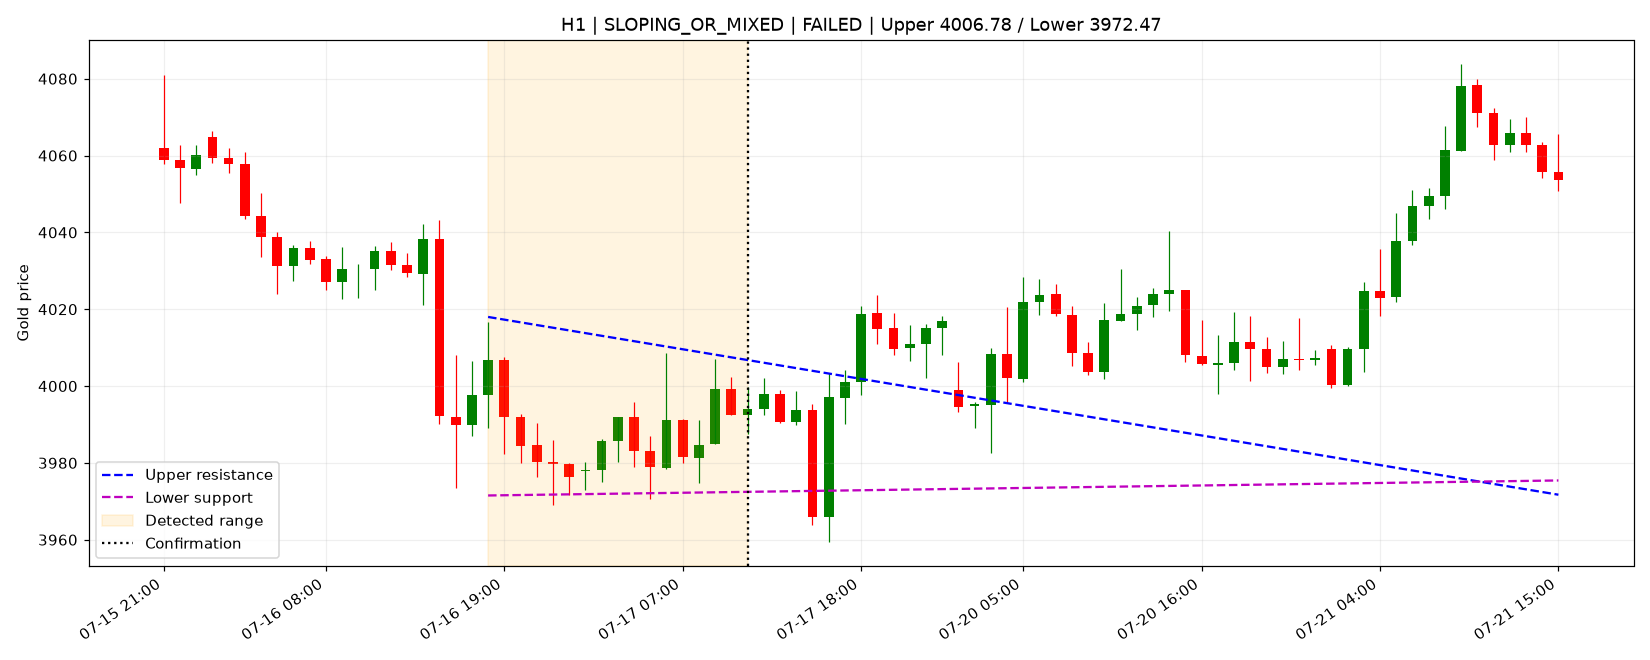 H1 | SLOPING_OR_MIXED | FAILED | Upper 4006.78 / Lower 3972.47
Gold price
4080
4060
4040
4020
4000
3980
3960
Upper resistance
Lower support
Detected range
Confirmation
07-15 21:00
07-16 08:00
07-16 19:00
07-17 07:00
07-17 18:00
07-20 05:00
07-20 16:00
07-21 04:00
07-21 15:00